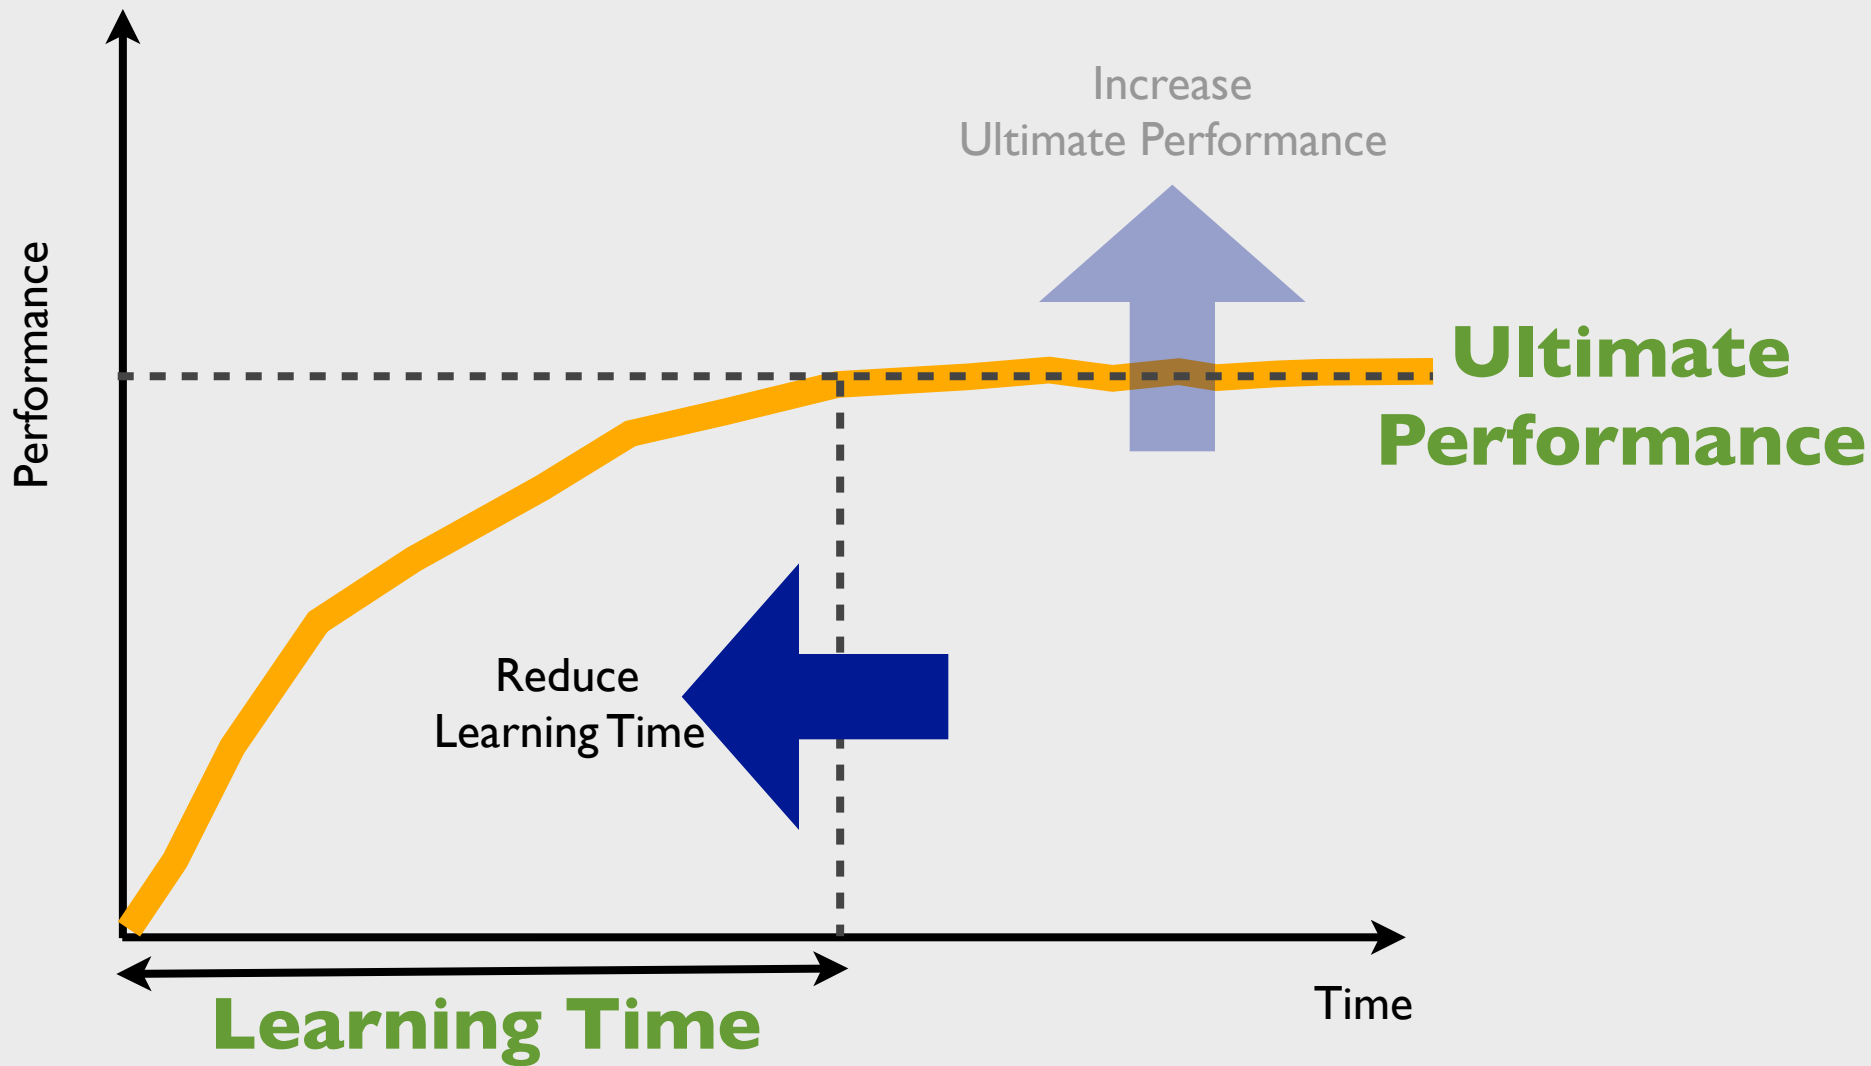 Increase
Ultimate Performance
Performance
Ultimate
Performance
Reduce
Learning Time
Time
Learning Time